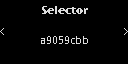 Selector
< a9059cbb >